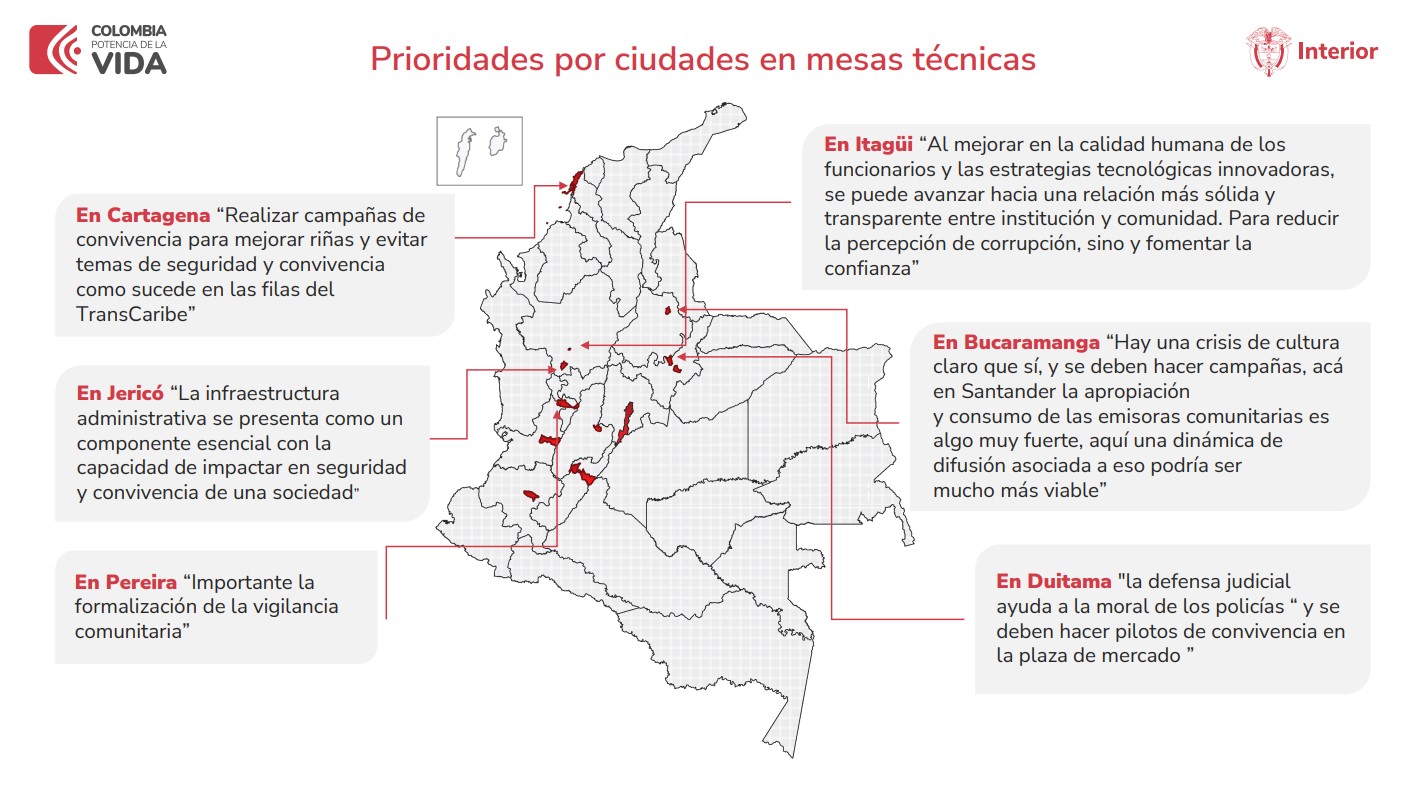 COLOMBIA
POTENCIA DE LA
VIDA
Prioridades por ciudades en mesas técnicas
Interior
En Cartagena “Realizar campañas de
convivencia para mejorar riñas y evitar
temas de seguridad y convivencia
como sucede en las filas del
TransCaribe”
En Jericó “La infraestructura
administrativa se presenta como un
componente esencial con la
capacidad de impactar en seguridad
y convivencia de una sociedad”
En Pereira “Importante la
formalización de la vigilancia
comunitaria”
En Itagüi “Al mejorar en la calidad humana de los
funcionarios y las estrategias tecnológicas innovadoras,
se puede avanzar hacia una relación más sólida y
transparente entre institución y comunidad. Para reducir
la percepción de corrupción, sino y fomentar la
confianza”
En Bucaramanga “Hay una crisis de cultura
claro que sí, y se deben hacer campañas, acá
en Santander la apropiación
y consumo de las emisoras comunitarias es
algo muy fuerte, aquí una dinámica de
difusión asociada a eso podría ser
mucho más viable”
En Duitama "la defensa judicial
ayuda a la moral de los policías “ y se
deben hacer pilotos de convivencia en
la plaza de mercado ”